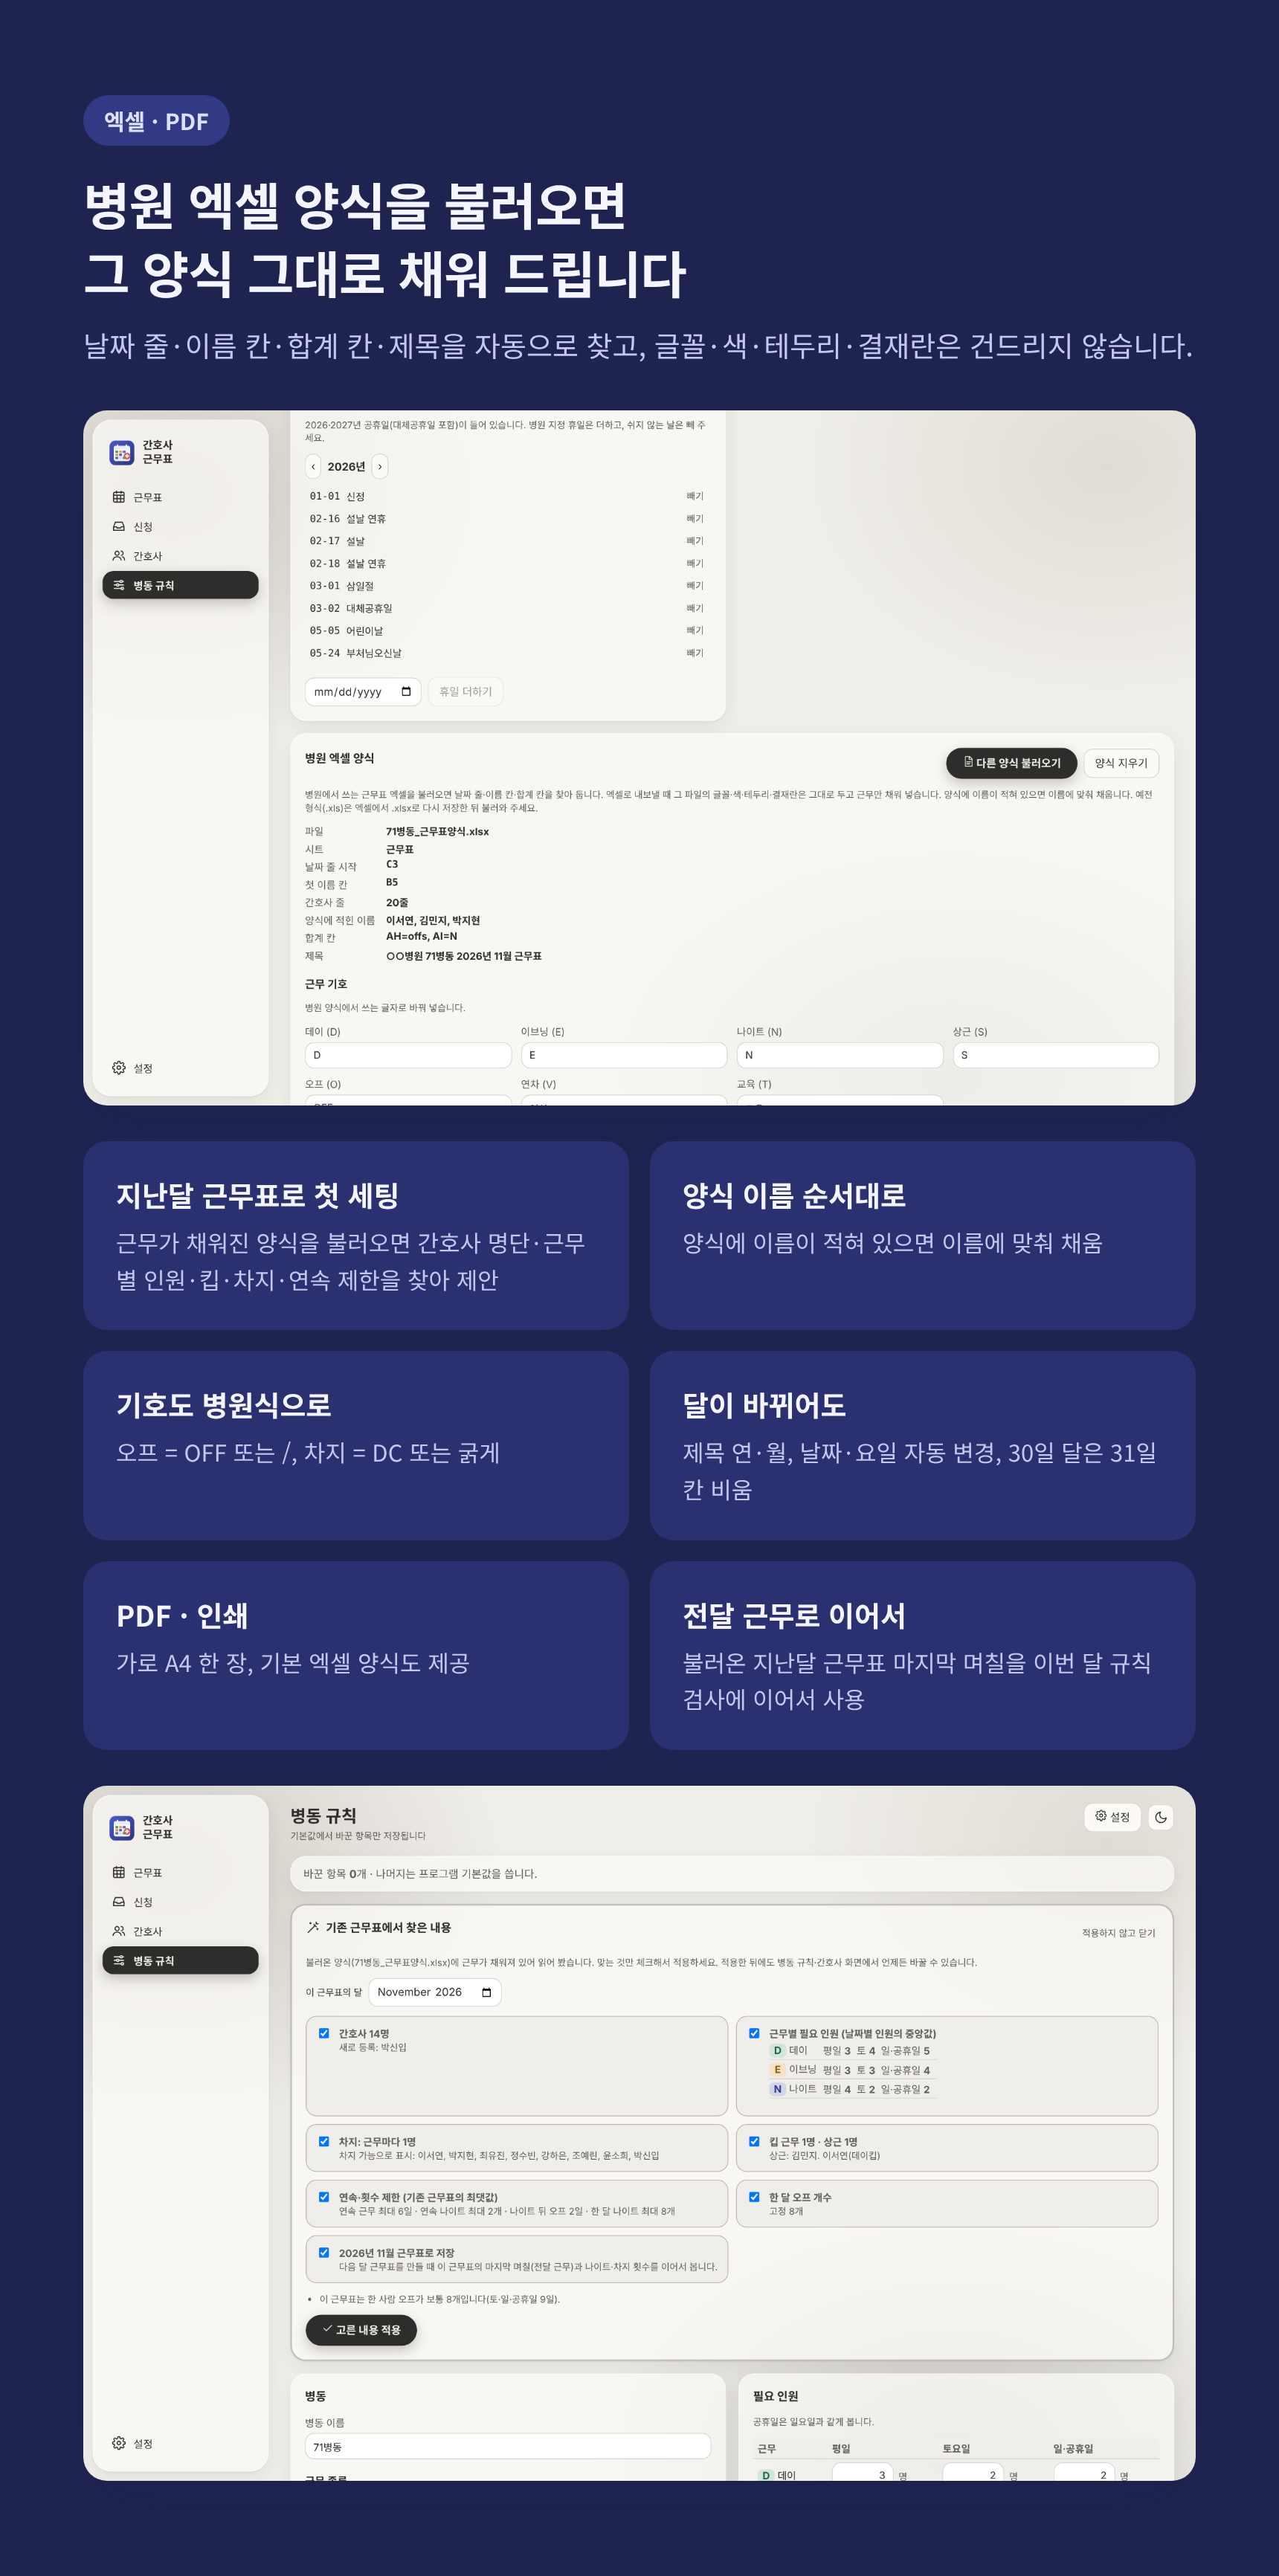 엑셀 · PDF
병원 엑셀 양식을 불러오면
그 양식 그대로 채워 드립니다
날짜 줄·이름 칸·합계 칸·제목을 자동으로 찾고, 글꼴·색·테두리·결재란은 건드리지 않습니다.
간호사
근무표
근무표
신청
간호사
병동 규칙
설정
2026·2027년 공휴일(대체공휴일 포함)이 들어 있습니다. 병원 지정 휴일은 더하고, 쉬지 않는 날은 빼 주
세요.
‹ 2026년 ›
01-01 신정 빼기
02-16 설날 연휴 빼기
02-17 설날 빼기
02-18 설날 연휴 빼기
03-01 삼일절 빼기
03-02 대체공휴일 빼기
05-05 어린이날 빼기
05-24 부처님오신날 빼기
mm/dd/yyyy 휴일 더하기
병원 엑셀 양식 다른 양식 불러오기 양식 지우기
병원에서 쓰는 근무표 엑셀을 불러오면 날짜 줄·이름 칸·합계 칸을 찾아 둡니다. 엑셀로 내보낼 때 그 파일의 글꼴·색·테두리·결재란은 그대로 두고 근무만 채워 넣습니다. 양식에 이름이 적혀 있으면 이름에 맞춰 채웁니다. 예전
형식(.xls)은 엑셀에서 .xlsx로 다시 저장한 뒤 불러와 주세요.
파일 71병동_근무표양식.xlsx
시트 근무표
날짜 줄 시작 C3
첫 이름 칸 B5
간호사 줄 20줄
양식에 적힌 이름 이서연, 김민지, 박지현
합계 칸 AH=offs, AI=N
제목 ○○병원 71병동 2026년 11월 근무표
근무 기호
병원 양식에서 쓰는 글자로 바꿔 넣습니다.
데이 (D) 이브닝 (E) 나이트 (N) 상근 (S)
D E N S
오프 (O) 연차 (V) 교육 (T)
지난달 근무표로 첫 세팅
근무가 채워진 양식을 불러오면 간호사 명단·근무
별 인원·킵·차지·연속 제한을 찾아 제안
양식 이름 순서대로
양식에 이름이 적혀 있으면 이름에 맞춰 채움
기호도 병원식으로
오프 = OFF 또는 /, 차지 = DC 또는 굵게
달이 바뀌어도
제목 연·월, 날짜·요일 자동 변경, 30일 달은 31일
칸 비움
PDF · 인쇄
가로 A4 한 장, 기본 엑셀 양식도 제공
전달 근무로 이어서
불러온 지난달 근무표 마지막 며칠을 이번 달 규칙
검사에 이어서 사용
간호사
근무표
근무표
신청
간호사
병동 규칙
설정
병동 규칙 설정
기본값에서 바꾼 항목만 저장됩니다
바꾼 항목 0개 · 나머지는 프로그램 기본값을 씁니다.
기존 근무표에서 찾은 내용 적용하지 않고 닫기
불러온 양식(71병동_근무표양식.xlsx)에 근무가 채워져 있어 읽어 봤습니다. 맞는 것만 체크해서 적용하세요. 적용한 뒤에도 병동 규칙·간호사 화면에서 언제든 바꿀 수 있습니다.
이 근무표의 달 November 2026
간호사 14명
새로 등록: 박신입
근무별 필요 인원 (날짜별 인원의 중앙값)
D 데이 평일 3 토 4 일·공휴일 5
E 이브닝 평일 3 토 3 일·공휴일 4
N 나이트 평일 4 토 2 일·공휴일 2
차지: 근무마다 1명
차지 가능으로 표시: 이서연, 박지현, 최유진, 정수빈, 강하은, 조예린, 윤소희, 박신입
킵 근무 1명 · 상근 1명
상근: 김민지. 이서연(데이킵)
연속·횟수 제한 (기존 근무표의 최댓값)
연속 근무 최대 6일 · 연속 나이트 최대 2개 · 나이트 뒤 오프 2일 · 한 달 나이트 최대 8개
한 달 오프 개수
고정 8개
2026년 11월 근무표로 저장
다음 달 근무표를 만들 때 이 근무표의 마지막 며칠(전달 근무)과 나이트·차지 횟수를 이어서 봅니다.
• 이 근무표는 한 사람 오프가 보통 8개입니다(토·일·공휴일 9일).
고른 내용 적용
병동
병동 이름
71병동
근무 종류
필요 인원
공휴일은 일요일과 같게 봅니다.
근무 평일 토요일 일·공휴일
D 데이 3 명 2 명 2 명